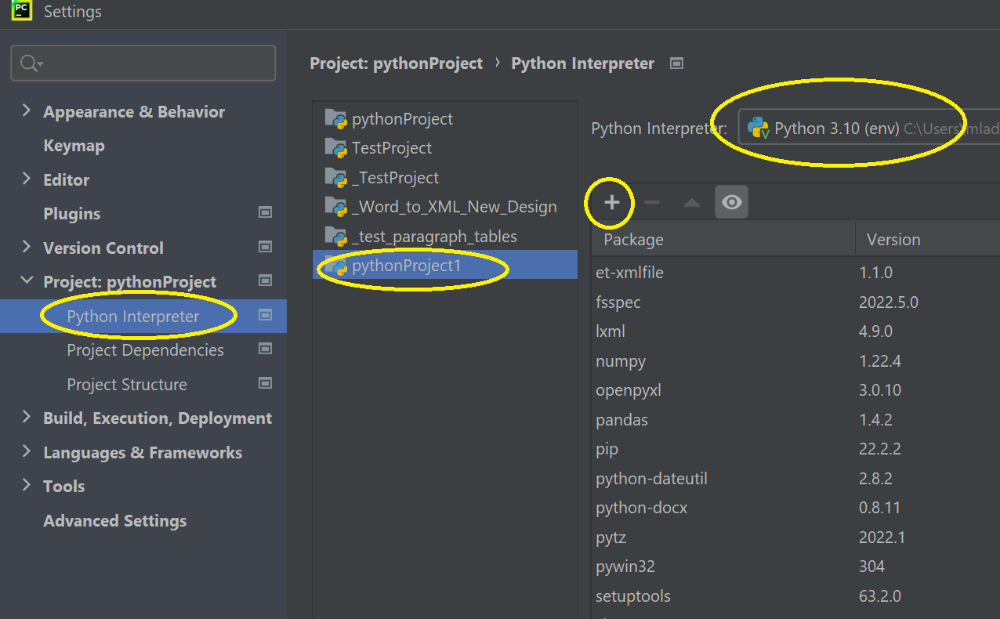 PC
Settings
Project: pythonProject › Python Interpreter
Appearance & Behavior
Keymap
Editor
Plugins
Version Control
Project: pythonProject
Python Interpreter
Project Dependencies
Project Structure
Build, Execution, Deployment
Languages & Frameworks
Tools
Advanced Settings
pythonProject
TestProject
_TestProject
_Word_to_XML_New_Design
_test_paragraph_tables
pythonProject1
Python Interpreter: Python 3.10 (env) C:\Users\mlad
Package Version
et-xmlfile 1.1.0
fsspec 2022.5.0
lxml 4.9.0
numpy 1.22.4
openpyxl 3.0.10
pandas 1.4.2
pip 22.2.2
python-dateutil 2.8.2
python-docx 0.8.11
pytz 2022.1
pywin32 304
setuptools 63.2.0